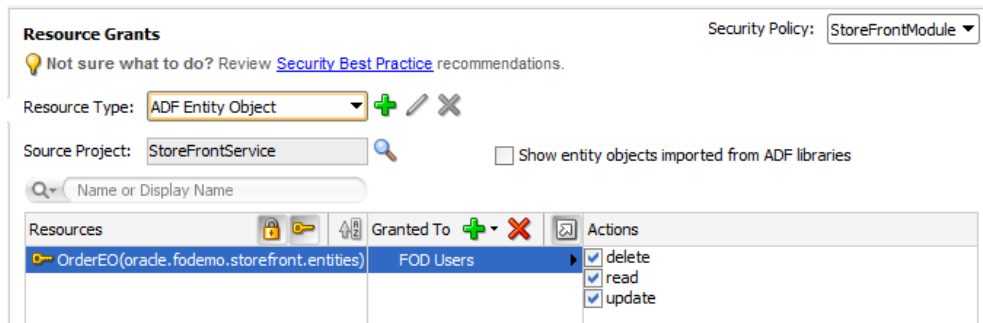 Resource Grants
Security Policy: StoreFrontModule
Not sure what to do? Review Security Best Practice recommendations.
Resource Type: ADF Entity Object
Source Project: StoreFrontService
Show entity objects imported from ADF libraries
Name or Display Name
Resources Granted To Actions
OrderEO(oracle.fodemo.storefront.entities) FOD Users delete
read
update